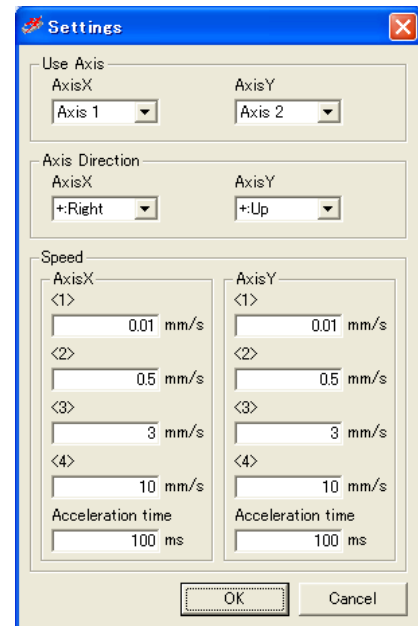 Settings
Use Axis
AxisX AxisY
Axis 1 Axis 2
Axis Direction
AxisX AxisY
+:Right +:Up
Speed
AxisX AxisY
<1> <1>
0.01 mm/s 0.01 mm/s
<2> <2>
0.5 mm/s 0.5 mm/s
<3> <3>
3 mm/s 3 mm/s
<4> <4>
10 mm/s 10 mm/s
Acceleration time Acceleration time
100 ms 100 ms
OK Cancel